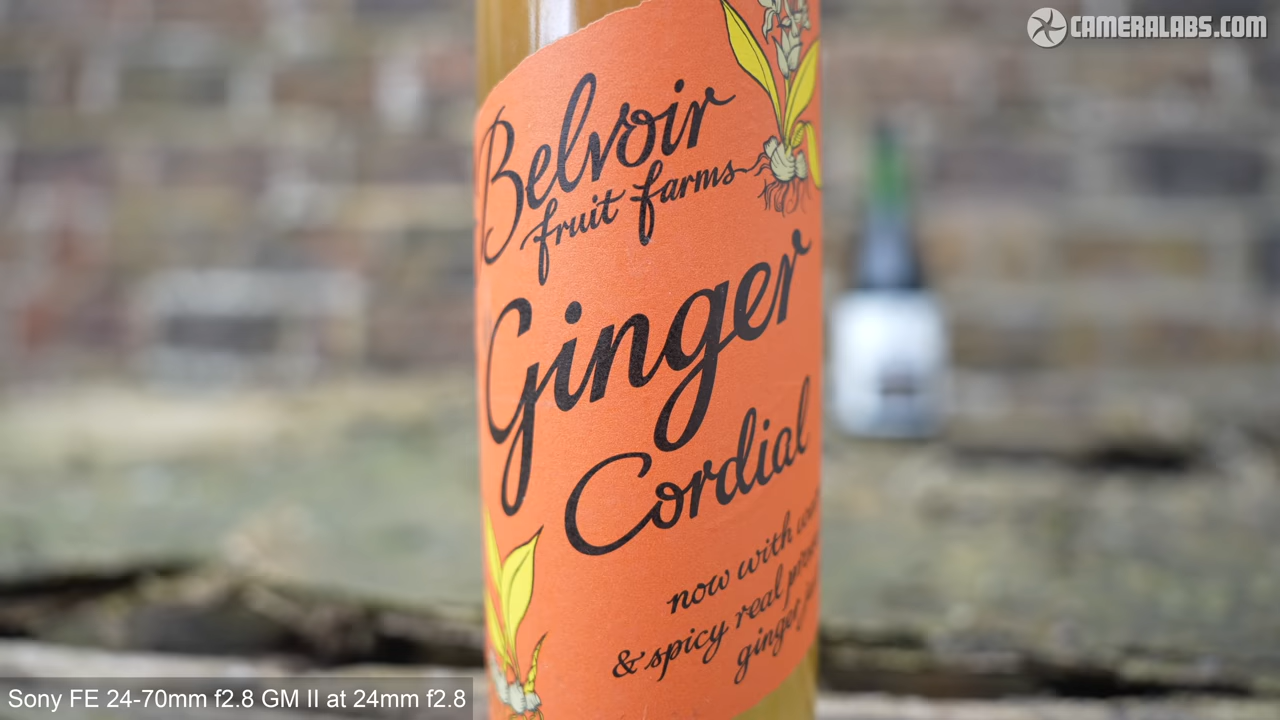 CAMERALABS.COM
Belvoir
fruit farms
Ginger
Cordial
now with
& spicy real
ginger
Sony FE 24-70mm f2.8 GM II at 24mm f2.8